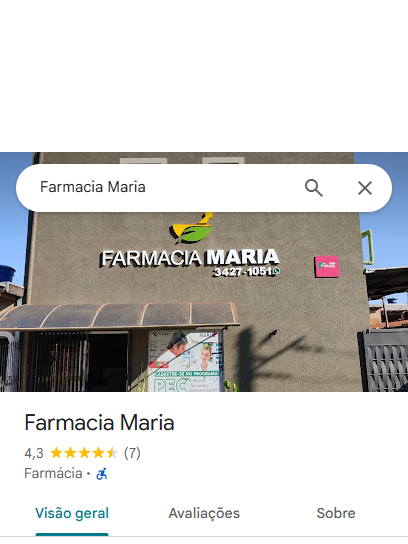 Farmacia Maria
FARMACIA MARIA
3427-1051
CADASTRE-SE NO PROGRAMA
PEC
Farmacia Maria
4,3 (7)
Farmácia ·
Visão geral Avaliações Sobre